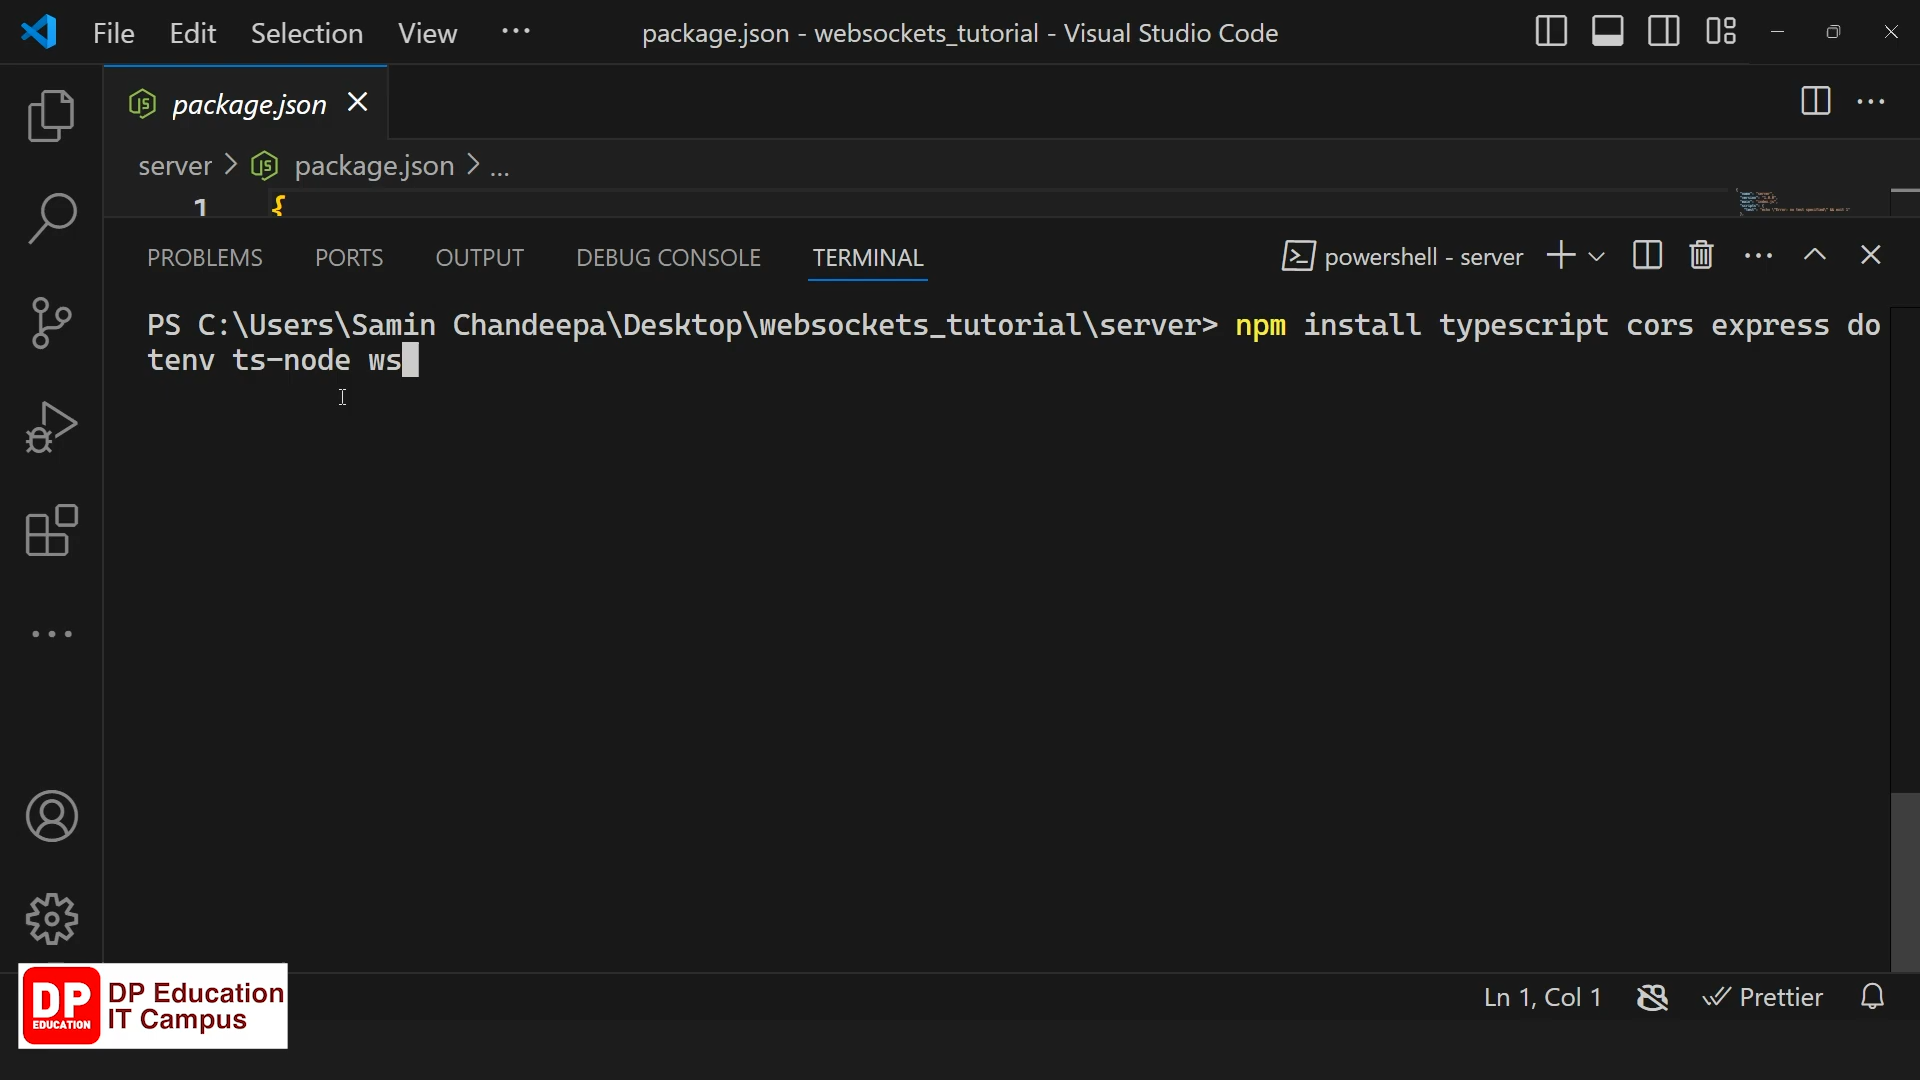 File Edit Selection View ··· package.json - websockets_tutorial - Visual Studio Code
package.json
server > package.json > ...
1 {
PROBLEMS PORTS OUTPUT DEBUG CONSOLE TERMINAL powershell - server
PS C:\Users\Samin Chandeepa\Desktop\websockets_tutorial\server> npm install typescript cors express do
tenv ts-node ws
Ln 1, Col 1 Prettier
DP EDUCATION
DP Education
IT Campus